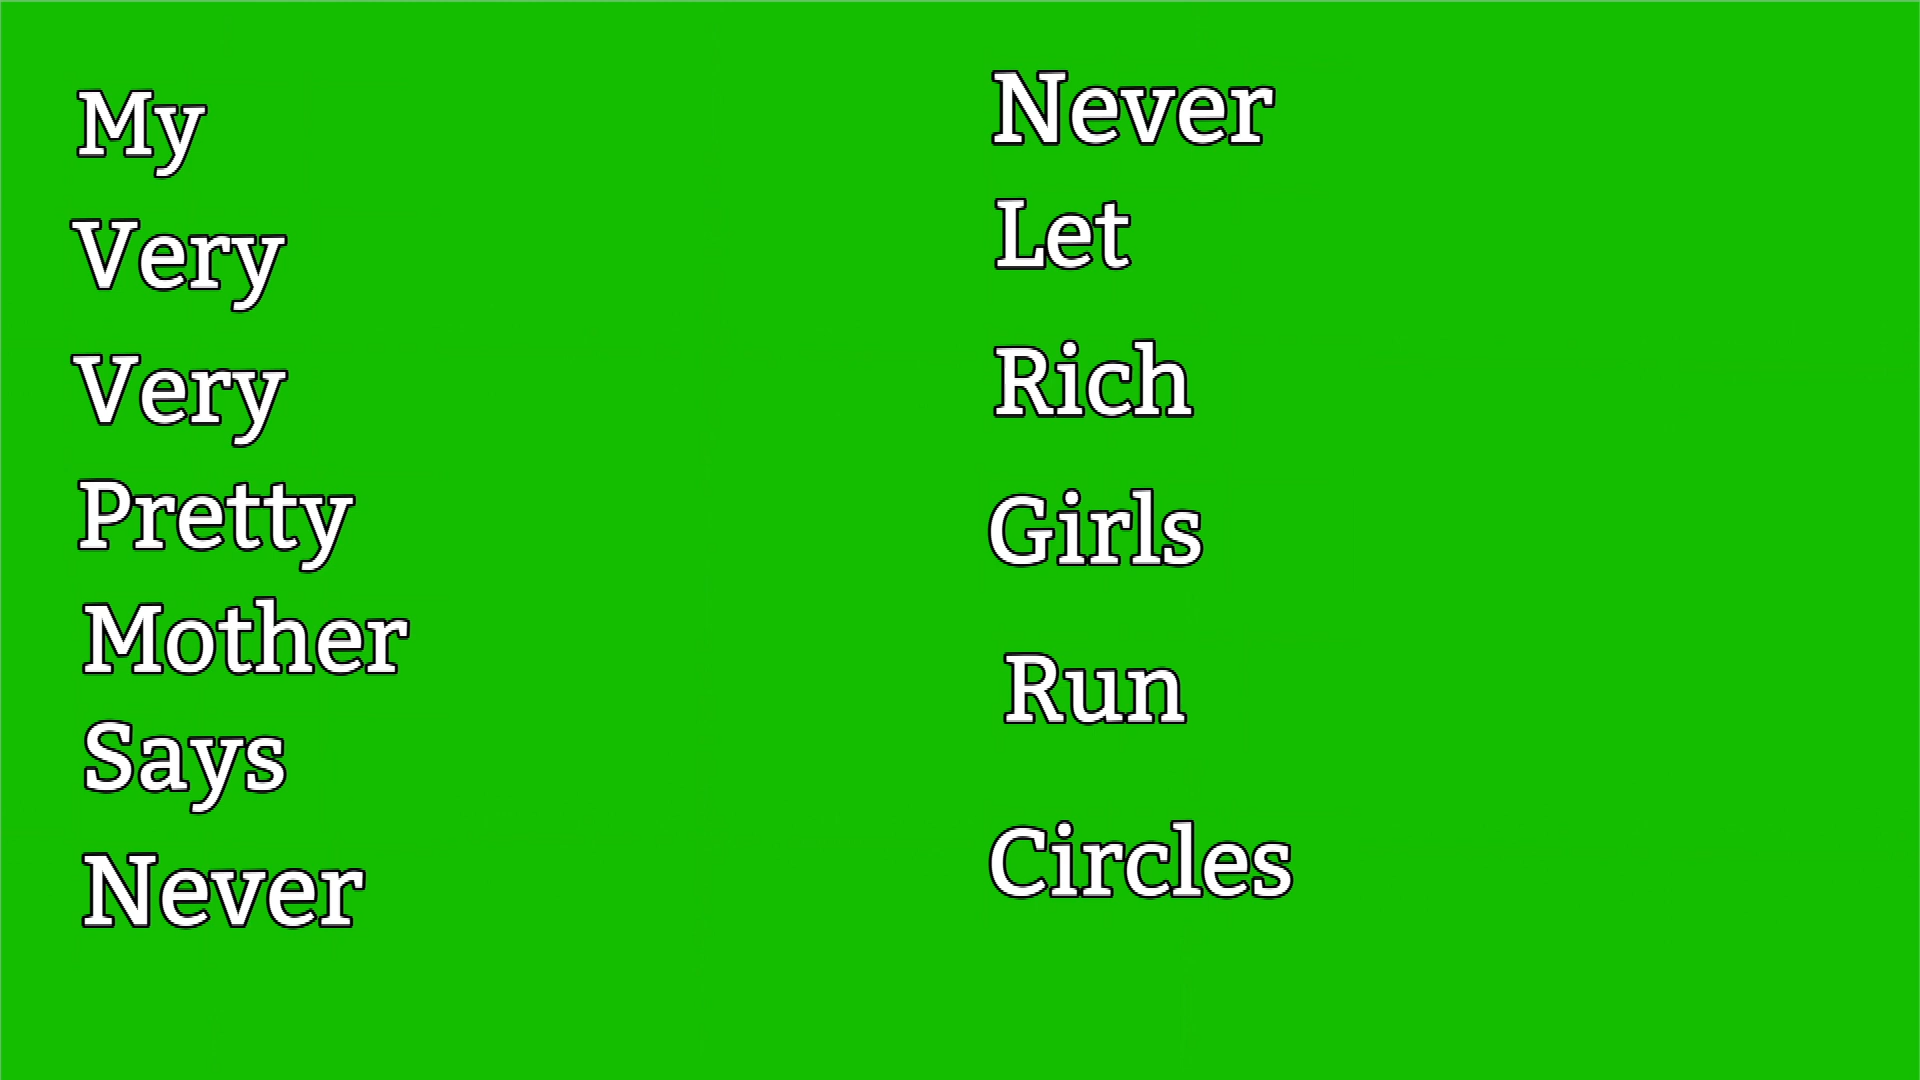 My
Very
Very
Pretty
Mother
Says
Never
Never
Let
Rich
Girls
Run
Circles